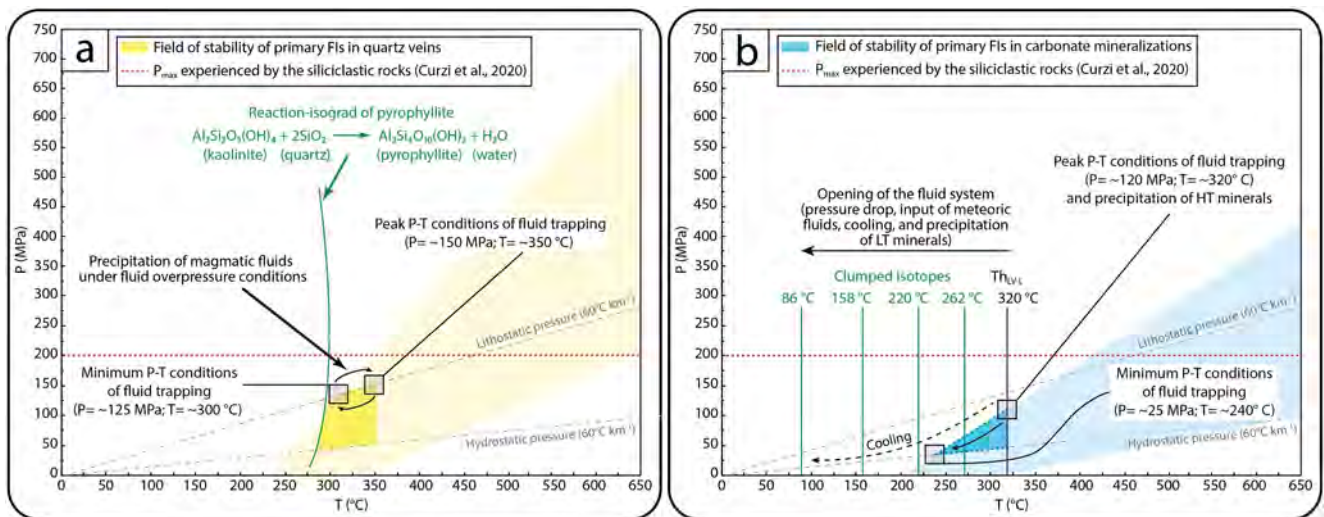 a
Field of stability of primary FIs in quartz veins
Pmax experienced by the siliciclastic rocks (Curzi et al., 2020)
Reaction-isograd of pyrophyllite
Al2Si2O5(OH)4 + 2SiO2 → Al2Si4O10(OH)2 + H2O
(kaolinite) (quartz) (pyrophyllite) (water)
Peak P-T conditions of fluid trapping
(P= ~150 MPa; T= ~350 °C)
Precipitation of magmatic fluids
under fluid overpressure conditions
Minimum P-T conditions
of fluid trapping
(P= ~125 MPa; T= ~300 °C)
Lithostatic pressure (60°C km-1)
Hydrostatic pressure (60°C km-1)
P (MPa)
750
700
650
600
550
500
450
400
350
300
250
200
150
100
50
0
0 50 100 150 200 250 300 350 400 450 500 550 600 650
T (°C)
b
Field of stability of primary FIs in carbonate mineralizations
Pmax experienced by the siliciclastic rocks (Curzi et al., 2020)
Peak P-T conditions of fluid trapping
(P= ~120 MPa; T= ~320° C)
and precipitation of HT minerals
Opening of the fluid system
(pressure drop, input of meteoric
fluids, cooling, and precipitation
of LT minerals)
Clumped isotopes
ThLV-L
86 °C 158 °C 220 °C 262 °C 320 °C
Lithostatic pressure (60°C km-1)
Minimum P-T conditions
of fluid trapping
(P= ~25 MPa; T= ~240° C)
Cooling
Hydrostatic pressure (60°C km-1)
P (MPa)
750
700
650
600
550
500
450
400
350
300
250
200
150
100
50
0
0 50 100 150 200 250 300 350 400 450 500 550 600 650
T (°C)